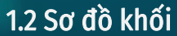 1.2 Sơ đồ khối